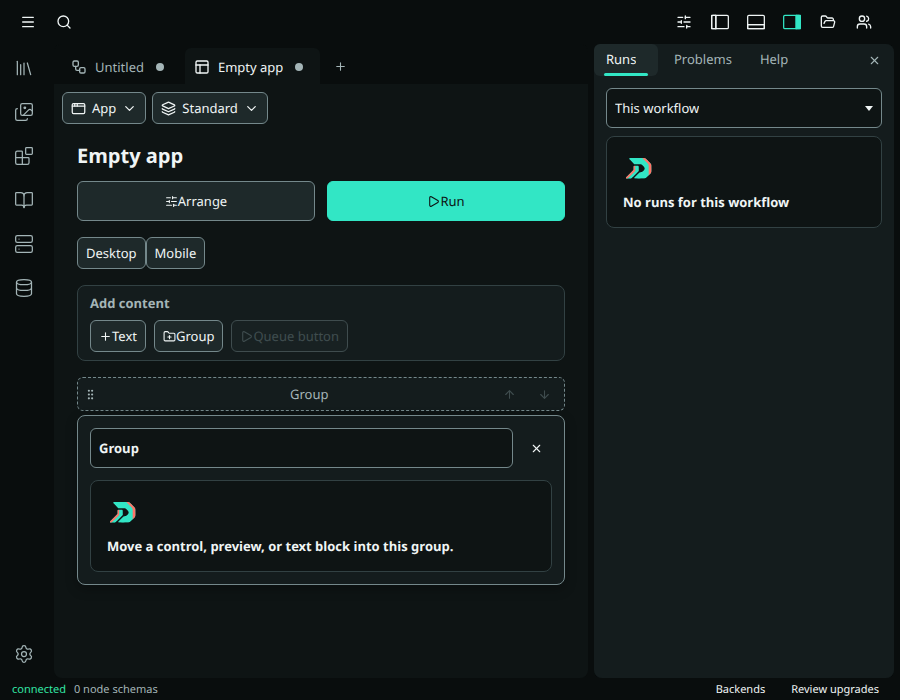 Untitled
Empty app
Runs
Problems
Help
App
Standard
This workflow
Empty app
No runs for this workflow
Arrange
Run
Desktop
Mobile
Add content
Text
Group
Queue button
Group
Group
Move a control, preview, or text block into this group.
connected
0 node schemas
Backends
Review upgrades